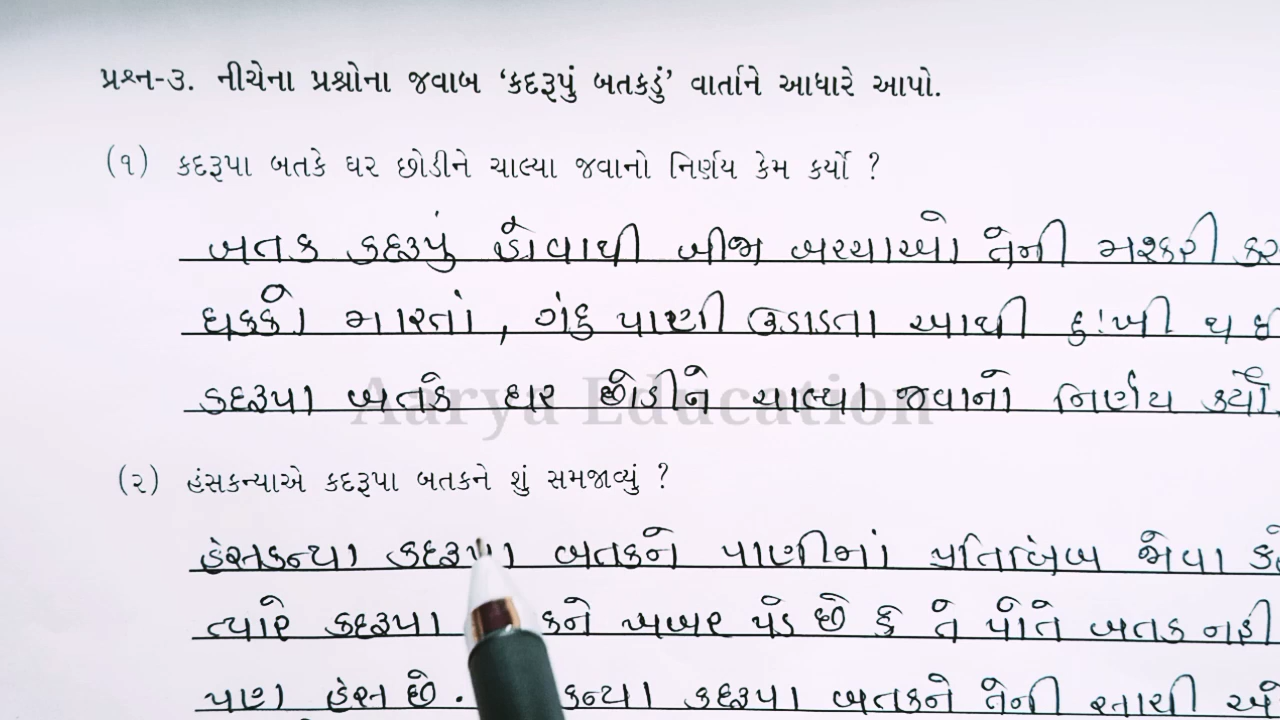 પ્રશ્ન-૩. નીચેના પ્રશ્નોના જવાબ ‘કદરૂપું બતકડું’ વાર્તાને આધારે આપો.
(૧) કદરૂપા બતકે ઘર છોડીને ચાલ્યા જવાનો નિર્ણય કેમ કર્યો ?
બતક કદરૂપું હોવાથી બીજા બચ્ચાઓ તેની મશ્કરી
ધક્કો મારતાં, ગંદુ પાણી ઉડાડતા આથી દુઃખી થઈ
કદરૂપા બતકે ઘર છોડીને ચાલ્યા જવાનો નિર્ણય કર્યો.
Aarya Education
(૨) હંસકન્યાએ કદરૂપા બતકને શું સમજાવ્યું ?
હંસકન્યા કદરૂપા બતકને પાણીમાં પ્રતિબિંબ જોવા
ત્યારે કદરૂપા કને ખબર પડે છે કે તે પોતે બતક નહી
પણ હંસ છે. કન્યા કદરૂપા બતકને તેની સાચી